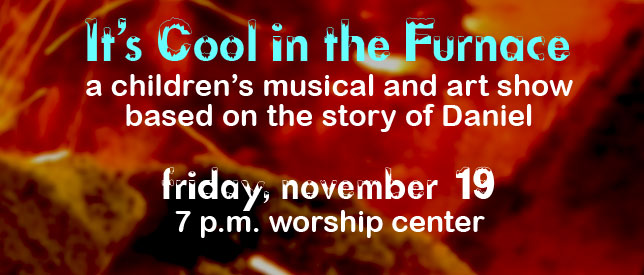 It's Cool in the Furnace
a children's musical and art show
based on the story of Daniel
friday, november 19
7 p.m. worship center